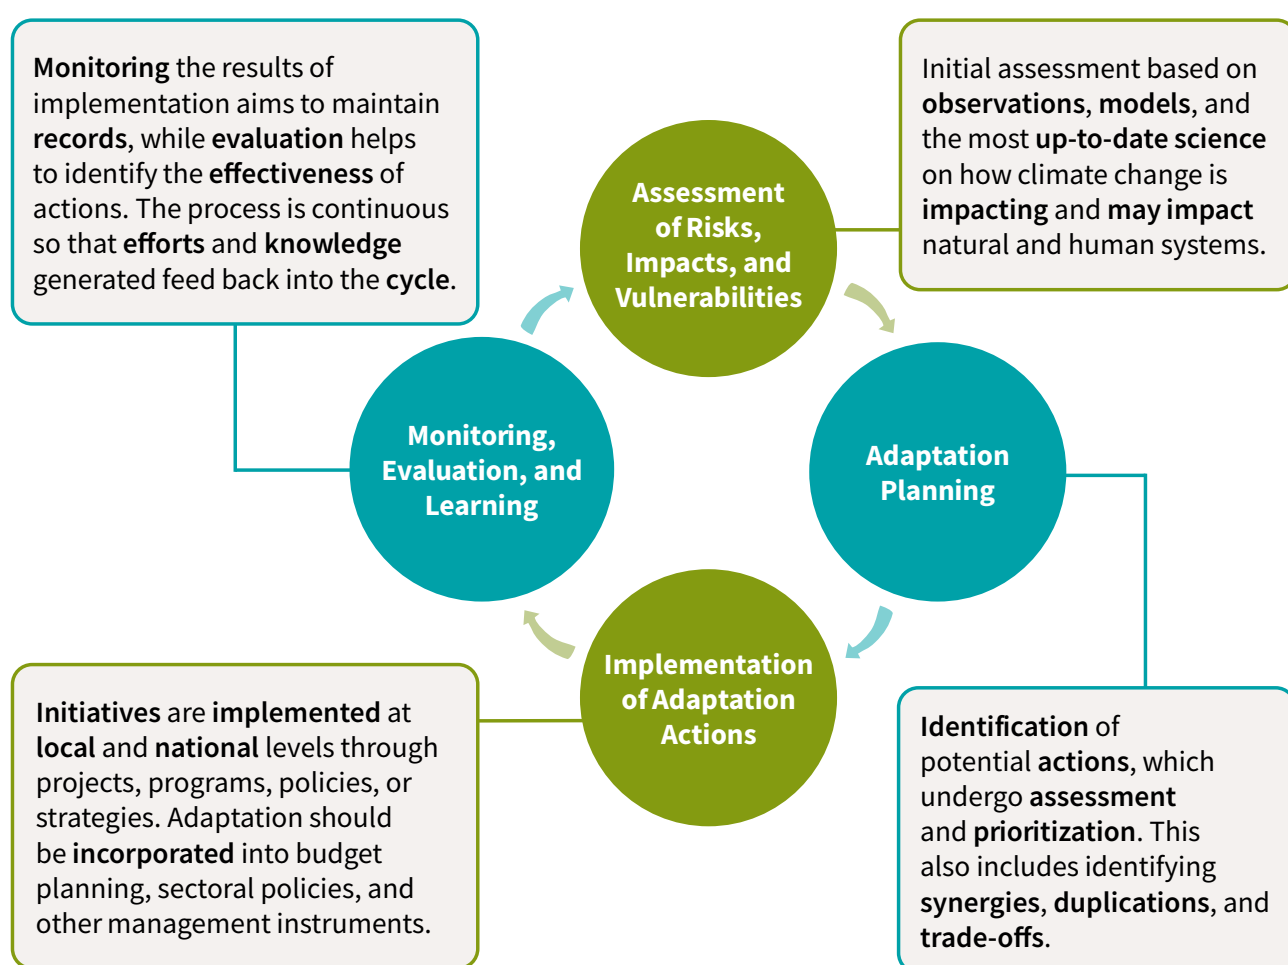 Monitoring the results of
implementation aims to maintain
records, while evaluation helps
to identify the effectiveness of
actions. The process is continuous
so that efforts and knowledge
generated feed back into the cycle.
Assessment
of Risks,
Impacts, and
Vulnerabilities
Initial assessment based on
observations, models, and
the most up-to-date science
on how climate change is
impacting and may impact
natural and human systems.
Monitoring,
Evaluation, and
Learning
Adaptation
Planning
Implementation
of Adaptation
Actions
Initiatives are implemented at
local and national levels through
projects, programs, policies, or
strategies. Adaptation should
be incorporated into budget
planning, sectoral policies, and
other management instruments.
Identification of
potential actions, which
undergo assessment
and prioritization. This
also includes identifying
synergies, duplications, and
trade-offs.